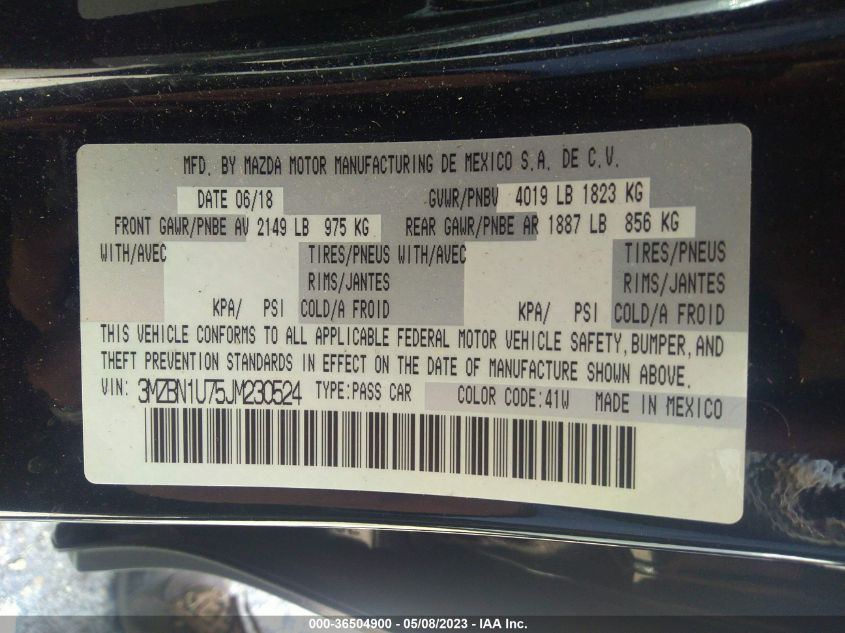 MFD. BY MAZDA MOTOR MANUFACTURING DE MEXICO S.A. DE C.V.
DATE 06/18 GVWR/PNBV 4019 LB 1823 KG
FRONT GAWR/PNBE AV 2149 LB 975 KG REAR GAWR/PNBE AR 1887 LB 856 KG
WITH/AVEC TIRES/PNEUS WITH/AVEC TIRES/PNEUS
RIMS/JANTES RIMS/JANTES
KPA/ PSI COLD/A FROID KPA/ PSI COLD/A FROID
THIS VEHICLE CONFORMS TO ALL APPLICABLE FEDERAL MOTOR VEHICLE SAFETY, BUMPER, AND
THEFT PREVENTION STANDARDS IN EFFECT ON THE DATE OF MANUFACTURE SHOWN ABOVE.
VIN: 3MZBN1U75JM230524 TYPE:PASS CAR COLOR CODE:41W MADE IN MEXICO
000-36504900 - 05/08/2023 - IAA Inc.